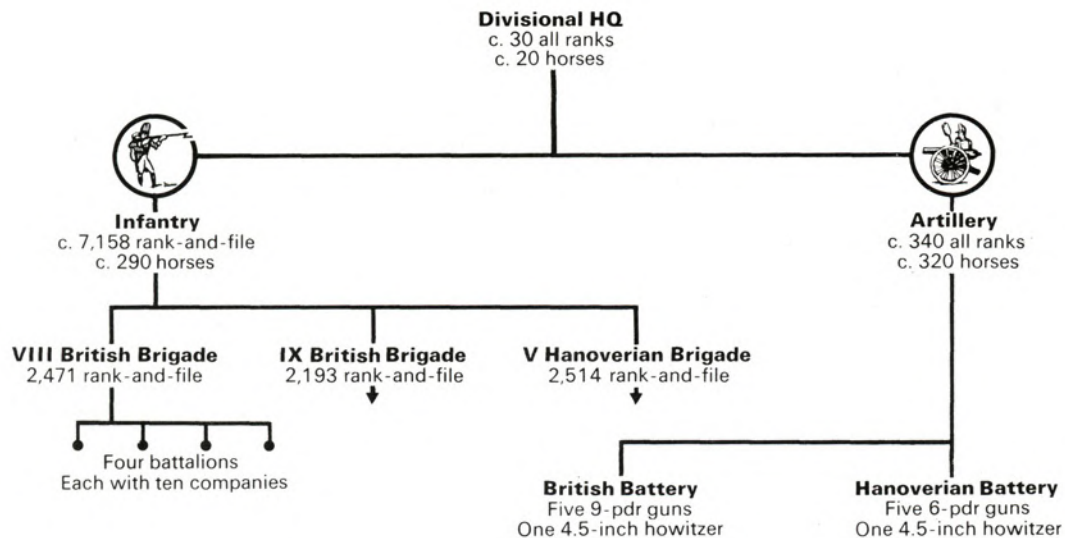 Divisional HQ
c. 30 all ranks
c. 20 horses
Infantry
c. 7,158 rank-and-file
c. 290 horses
Artillery
c. 340 all ranks
c. 320 horses
VIII British Brigade
2,471 rank-and-file
IX British Brigade
2,193 rank-and-file
V Hanoverian Brigade
2,514 rank-and-file
Four battalions
Each with ten companies
British Battery
Five 9-pdr guns
One 4.5-inch howitzer
Hanoverian Battery
Five 6-pdr guns
One 4.5-inch howitzer